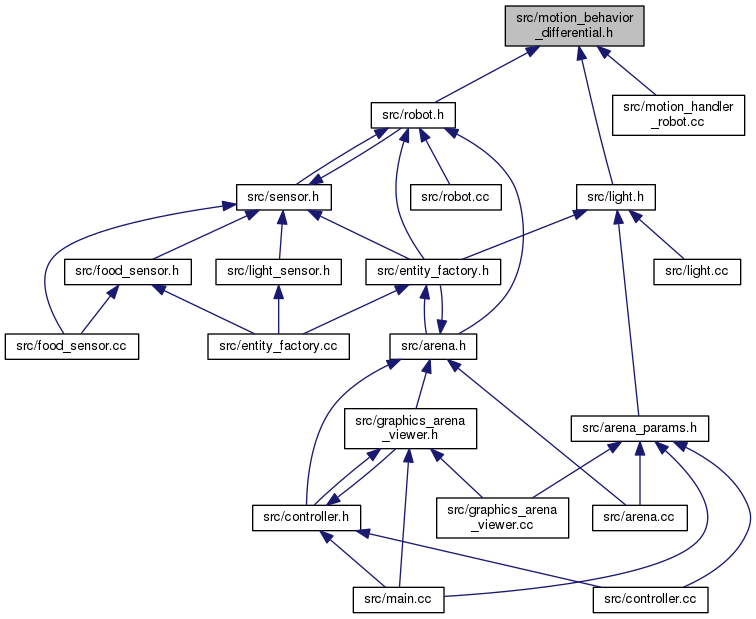 src/motion_behavior
_differential.h
src/robot.h
src/motion_handler
_robot.cc
src/sensor.h
src/robot.cc
src/light.h
src/food_sensor.h
src/light_sensor.h
src/entity_factory.h
src/light.cc
src/food_sensor.cc
src/entity_factory.cc
src/arena.h
src/graphics_arena
_viewer.h
src/arena_params.h
src/controller.h
src/graphics_arena
_viewer.cc
src/arena.cc
src/main.cc
src/controller.cc